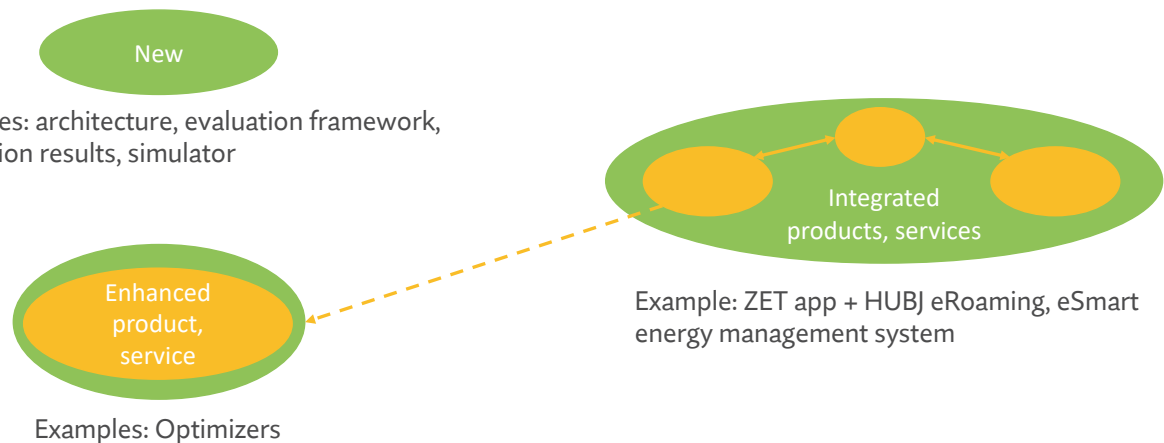 New
es: architecture, evaluation framework,
ion results, simulator
Integrated
products, services
Enhanced
product,
service
Example: ZET app + HUBJ eRoaming, eSmart
energy management system
Examples: Optimizers